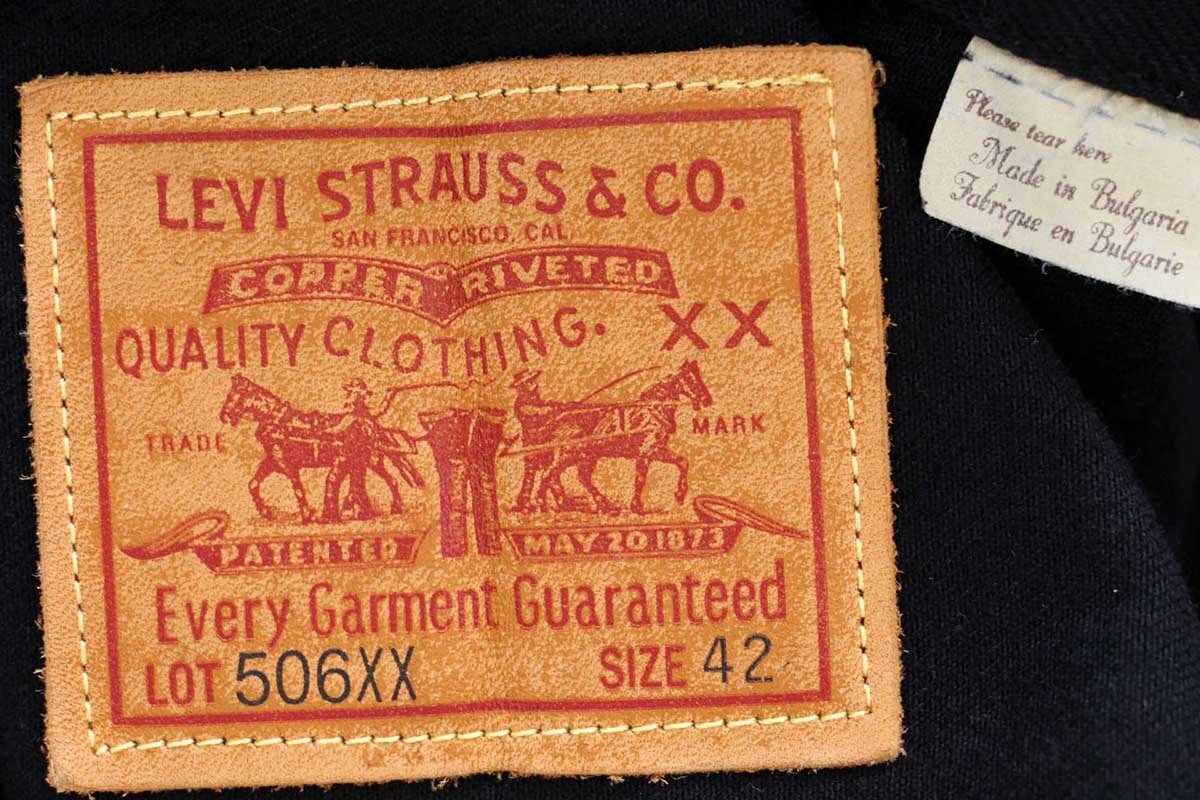 LEVI STRAUSS & CO.
SAN FRANCISCO, CAL.
COPPER RIVETED
QUALITY CLOTHING. XX
TRADE MARK
PATENTED MAY 20 1873
Every Garment Guaranteed
LOT 506XX SIZE 42
Please tear here
Made in Bulgaria
Fabrique en Bulgarie